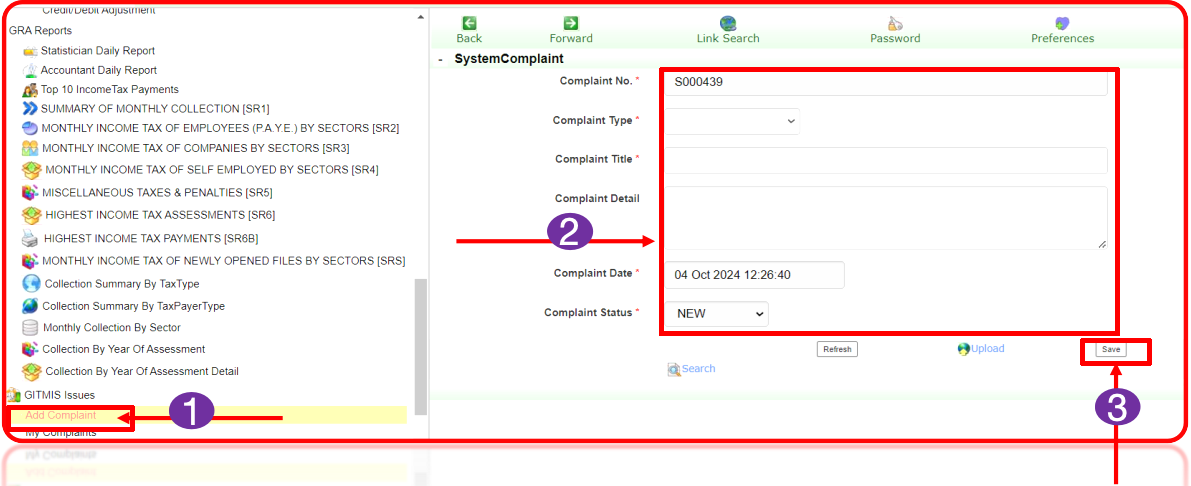 Credit/Debit Adjustment
GRA Reports
Statistician Daily Report
Accountant Daily Report
Top 10 IncomeTax Payments
SUMMARY OF MONTHLY COLLECTION [SR1]
MONTHLY INCOME TAX OF EMPLOYEES (P.A.Y.E.) BY SECTORS [SR2]
MONTHLY INCOME TAX OF COMPANIES BY SECTORS [SR3]
MONTHLY INCOME TAX OF SELF EMPLOYED BY SECTORS [SR4]
MISCELLANEOUS TAXES & PENALTIES [SR5]
HIGHEST INCOME TAX ASSESSMENTS [SR6]
HIGHEST INCOME TAX PAYMENTS [SR6B]
MONTHLY INCOME TAX OF NEWLY OPENED FILES BY SECTORS [SRS]
Collection Summary By TaxType
Collection Summary By TaxPayerType
Monthly Collection By Sector
Collection By Year Of Assessment
Collection By Year Of Assessment Detail
GITMIS Issues
Add Complaint
My Complaints
1
Back Forward Link Search Password Preferences
- SystemComplaint
Complaint No. * S000439
Complaint Type *
Complaint Title *
Complaint Detail
2
Complaint Date * 04 Oct 2024 12:26:40
Complaint Status * NEW
Refresh Upload Save
Search
3